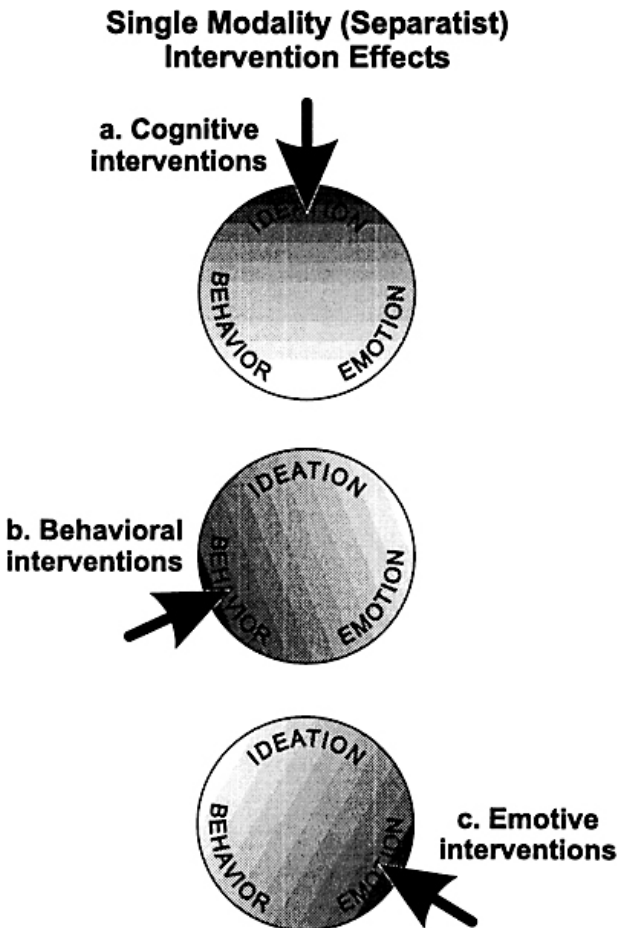 Single Modality (Separatist)
Intervention Effects
a. Cognitive
interventions
IDEATION
BEHAVIOR
EMOTION
b. Behavioral
interventions
IDEATION
BEHAVIOR
EMOTION
IDEATION
BEHAVIOR
EMOTION
c. Emotive
interventions